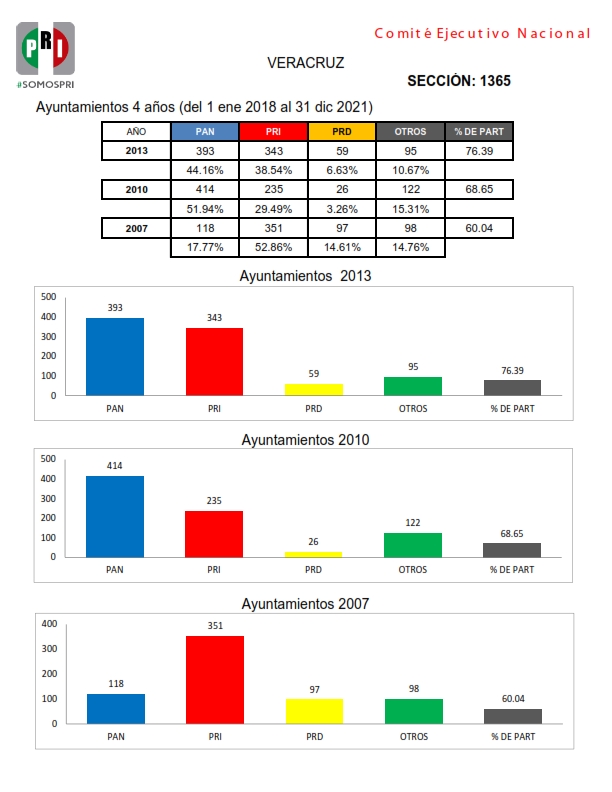 PRI
#SOMOSPRI
Comité Ejecutivo Nacional
VERACRUZ
SECCIÓN: 1365
Ayuntamientos 4 años (del 1 ene 2018 al 31 dic 2021)
AÑO PAN PRI PRD OTROS % DE PART
2013 393 343 59 95 76.39
44.16% 38.54% 6.63% 10.67%
2010 414 235 26 122 68.65
51.94% 29.49% 3.26% 15.31%
2007 118 351 97 98 60.04
17.77% 52.86% 14.61% 14.76%
Ayuntamientos 2013
500
400
300
200
100
0
393 343 59 95 76.39
PAN PRI PRD OTROS % DE PART
Ayuntamientos 2010
500
400
300
200
100
0
414 235 26 122 68.65
PAN PRI PRD OTROS % DE PART
Ayuntamientos 2007
400
300
200
100
0
118 351 97 98 60.04
PAN PRI PRD OTROS % DE PART